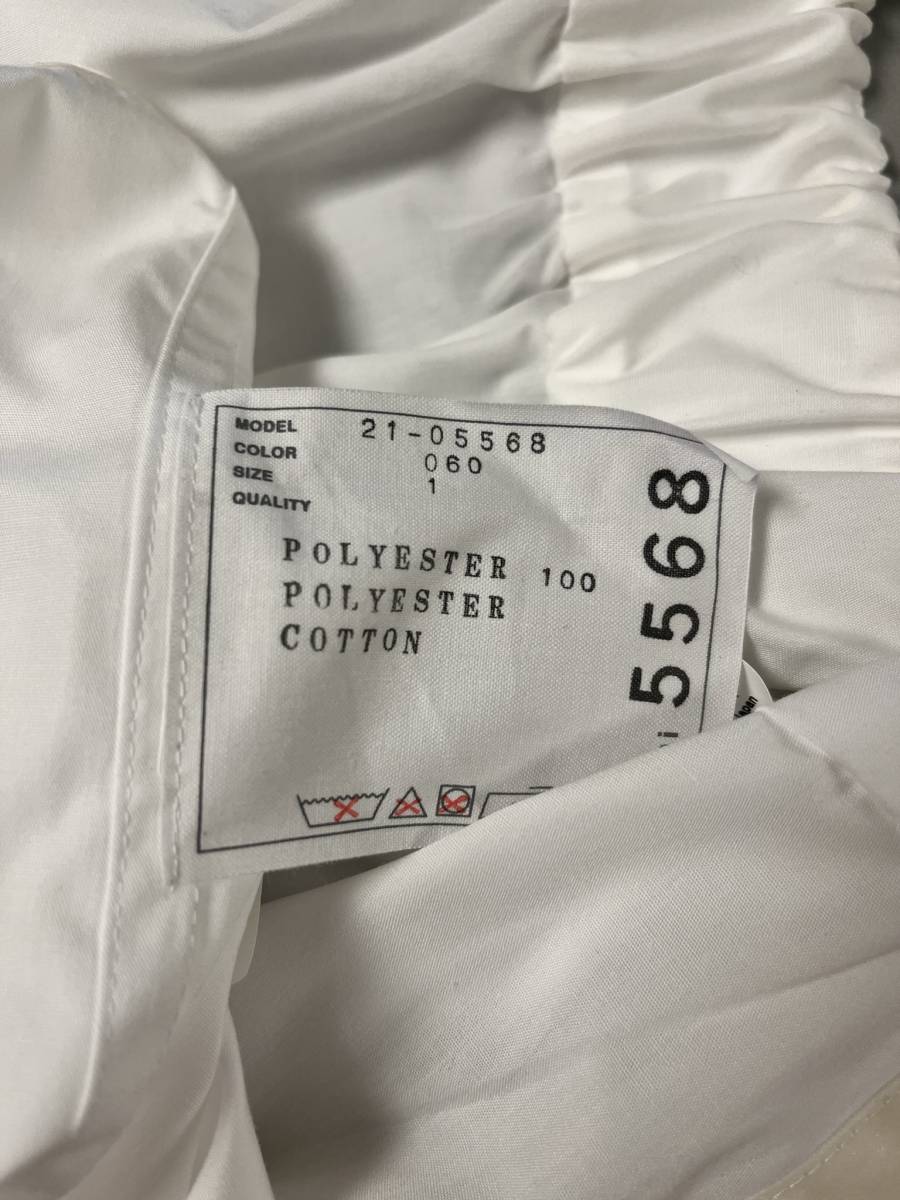 MODEL 21-05568
COLOR 060
SIZE 1
QUALITY
POLYESTER 100
POLYESTER
COTTON
5568